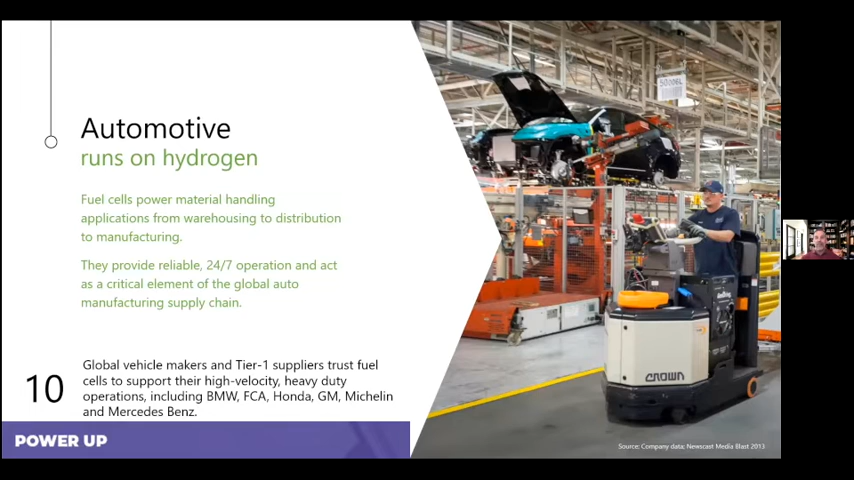 Automotive
runs on hydrogen
Fuel cells power material handling
applications from warehousing to distribution
to manufacturing.
They provide reliable, 24/7 operation and act
as a critical element of the global auto
manufacturing supply chain.
10
Global vehicle makers and Tier-1 suppliers trust fuel
cells to support their high-velocity, heavy duty
operations, including BMW, FCA, Honda, GM, Michelin
and Mercedes Benz.
POWER UP
CROWN
Source: Company data; Newscast Media Blast 2013